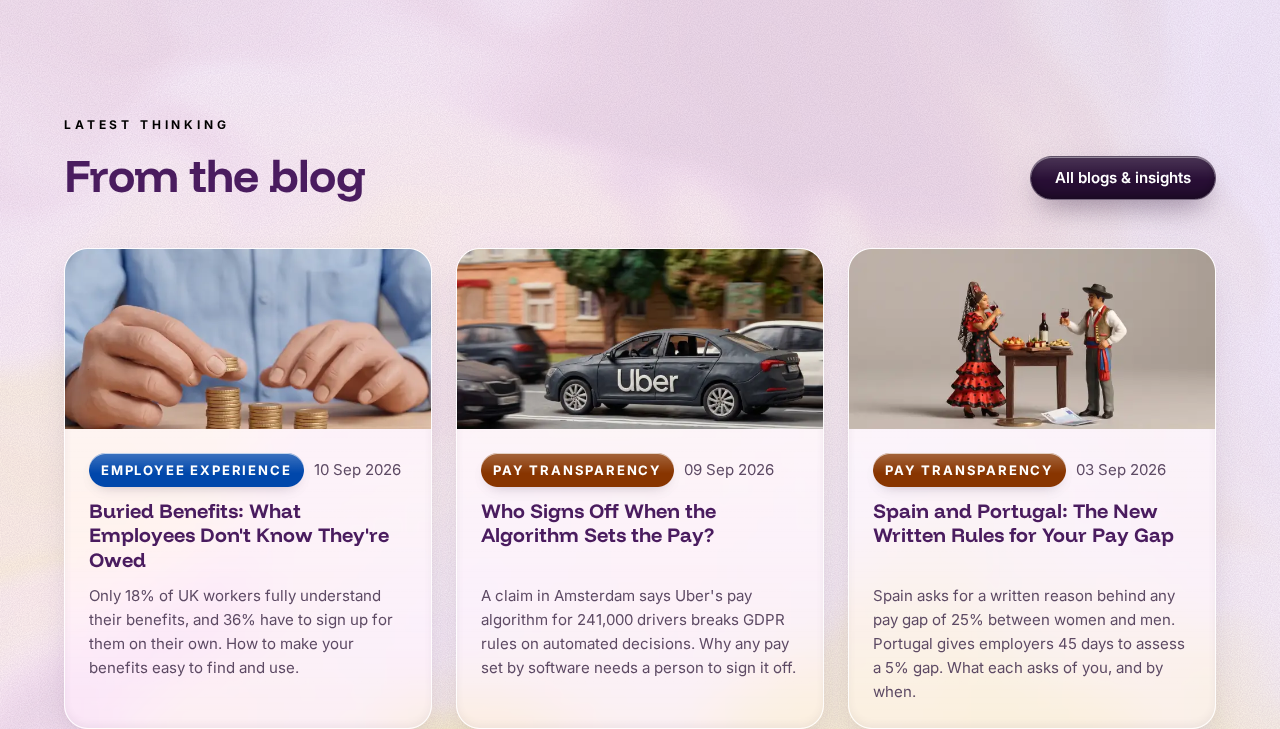 LATEST THINKING
From the blog
All blogs & insights
EMPLOYEE EXPERIENCE 10 Sep 2026
Buried Benefits: What
Employees Don't Know They're
Owed
Only 18% of UK workers fully understand
their benefits, and 36% have to sign up for
them on their own. How to make your
benefits easy to find and use.
Uber
PAY TRANSPARENCY 09 Sep 2026
Who Signs Off When the
Algorithm Sets the Pay?
A claim in Amsterdam says Uber's pay
algorithm for 241,000 drivers breaks GDPR
rules on automated decisions. Why any pay
set by software needs a person to sign it off.
PAY TRANSPARENCY 03 Sep 2026
Spain and Portugal: The New
Written Rules for Your Pay Gap
Spain asks for a written reason behind any
pay gap of 25% between women and men.
Portugal gives employers 45 days to assess
a 5% gap. What each asks of you, and by
when.